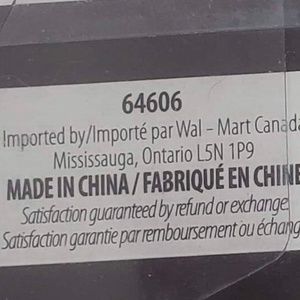 64606
Imported by/Importé par Wal - Mart Canada
Mississauga, Ontario L5N 1P9
MADE IN CHINA / FABRIQUÉ EN CHINE
Satisfaction guaranteed by refund or exchange.
Satisfaction garantie par remboursement ou échang